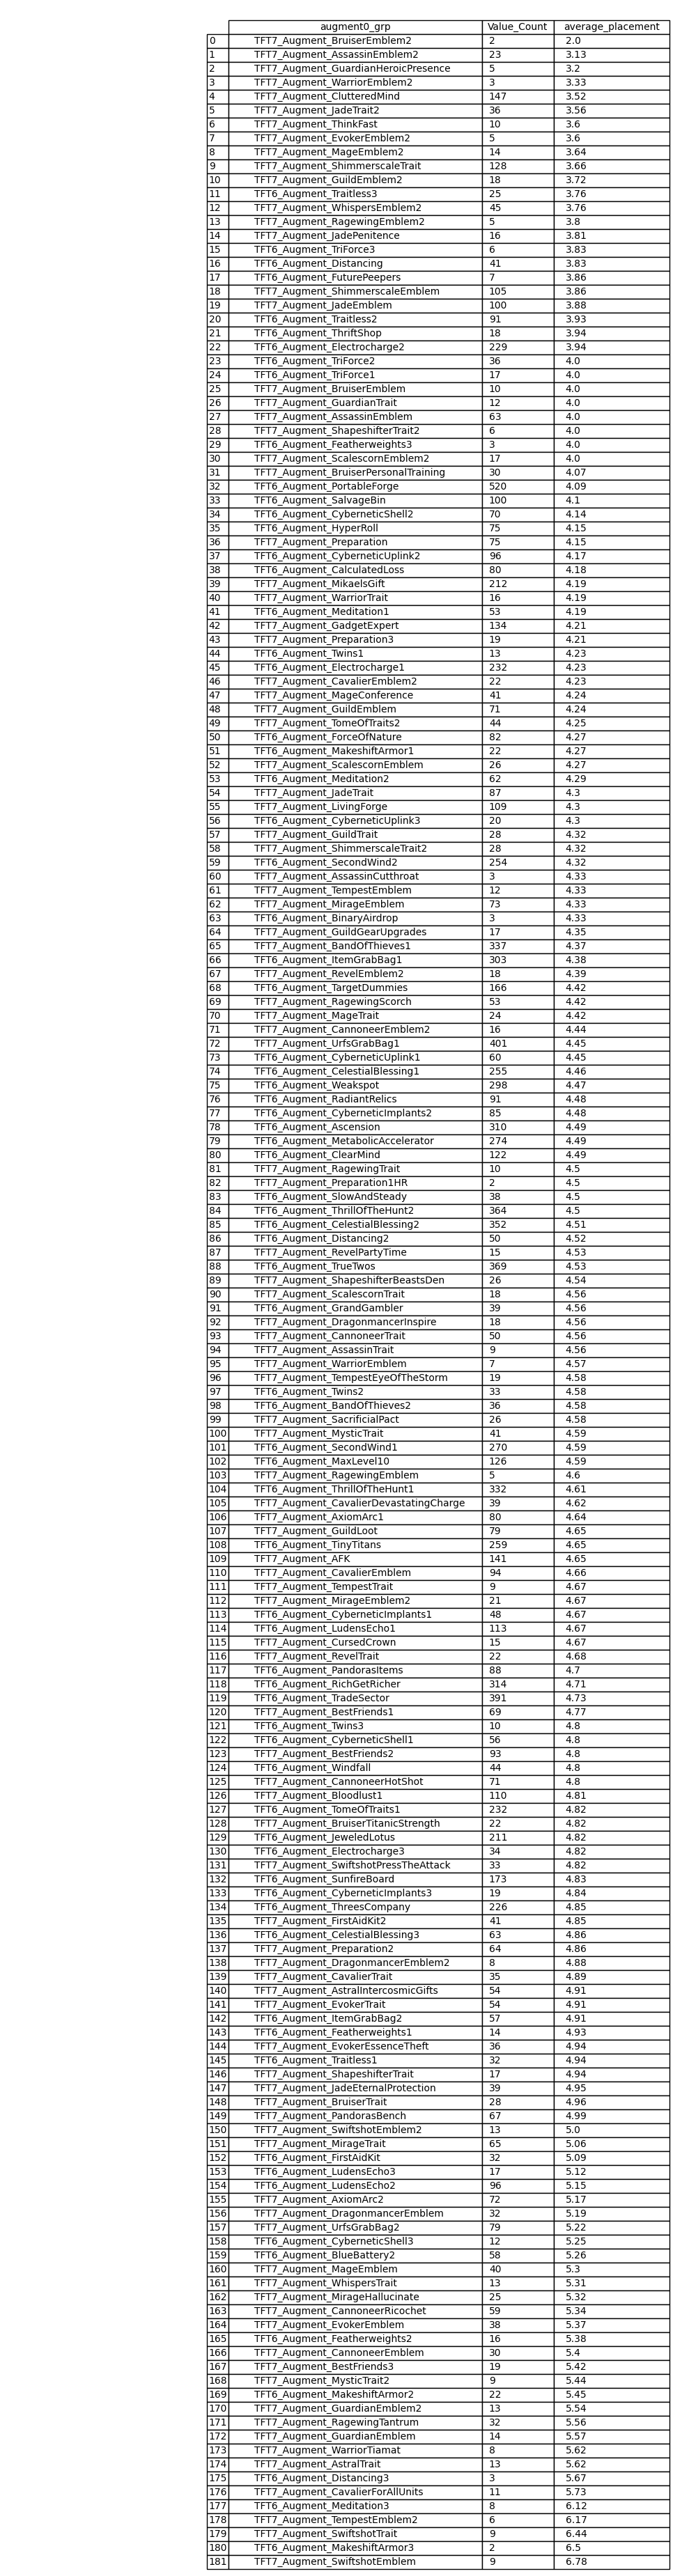 augment0_grp Value_Count average_placement
0 TFT7_Augment_BruiserEmblem2 2 2.0
1 TFT7_Augment_AssassinEmblem2 23 3.13
2 TFT7_Augment_GuardianHeroicPresence 5 3.2
3 TFT7_Augment_WarriorEmblem2 3 3.33
4 TFT7_Augment_ClutteredMind 147 3.52
5 TFT7_Augment_JadeTrait2 36 3.56
6 TFT7_Augment_ThinkFast 10 3.6
7 TFT7_Augment_EvokerEmblem2 5 3.6
8 TFT7_Augment_MageEmblem2 14 3.64
9 TFT7_Augment_ShimmerscaleTrait 128 3.66
10 TFT7_Augment_GuildEmblem2 18 3.72
11 TFT6_Augment_Traitless3 25 3.76
12 TFT7_Augment_WhispersEmblem2 45 3.76
13 TFT7_Augment_RagewingEmblem2 5 3.8
14 TFT7_Augment_JadePenitence 16 3.81
15 TFT6_Augment_TriForce3 6 3.83
16 TFT6_Augment_Distancing 41 3.83
17 TFT6_Augment_FuturePeepers 7 3.86
18 TFT7_Augment_ShimmerscaleEmblem 105 3.86
19 TFT7_Augment_JadeEmblem 100 3.88
20 TFT6_Augment_Traitless2 91 3.93
21 TFT6_Augment_ThriftShop 18 3.94
22 TFT6_Augment_Electrocharge2 229 3.94
23 TFT6_Augment_TriForce2 36 4.0
24 TFT6_Augment_TriForce1 17 4.0
25 TFT7_Augment_BruiserEmblem 10 4.0
26 TFT7_Augment_GuardianTrait 12 4.0
27 TFT7_Augment_AssassinEmblem 63 4.0
28 TFT7_Augment_ShapeshifterTrait2 6 4.0
29 TFT6_Augment_Featherweights3 3 4.0
30 TFT7_Augment_ScalescornEmblem2 17 4.0
31 TFT7_Augment_BruiserPersonalTraining 30 4.07
32 TFT6_Augment_PortableForge 520 4.09
33 TFT6_Augment_SalvageBin 100 4.1
34 TFT6_Augment_CyberneticShell2 70 4.14
35 TFT6_Augment_HyperRoll 75 4.15
36 TFT7_Augment_Preparation 75 4.15
37 TFT6_Augment_CyberneticUplink2 96 4.17
38 TFT6_Augment_CalculatedLoss 80 4.18
39 TFT7_Augment_MikaelsGift 212 4.19
40 TFT7_Augment_WarriorTrait 16 4.19
41 TFT6_Augment_Meditation1 53 4.19
42 TFT7_Augment_GadgetExpert 134 4.21
43 TFT7_Augment_Preparation3 19 4.21
44 TFT6_Augment_Twins1 13 4.23
45 TFT6_Augment_Electrocharge1 232 4.23
46 TFT7_Augment_CavalierEmblem2 22 4.23
47 TFT7_Augment_MageConference 41 4.24
48 TFT7_Augment_GuildEmblem 71 4.24
49 TFT7_Augment_TomeOfTraits2 44 4.25
50 TFT6_Augment_ForceOfNature 82 4.27
51 TFT6_Augment_MakeshiftArmor1 22 4.27
52 TFT7_Augment_ScalescornEmblem 26 4.27
53 TFT6_Augment_Meditation2 62 4.29
54 TFT7_Augment_JadeTrait 87 4.3
55 TFT7_Augment_LivingForge 109 4.3
56 TFT6_Augment_CyberneticUplink3 20 4.3
57 TFT7_Augment_GuildTrait 28 4.32
58 TFT7_Augment_ShimmerscaleTrait2 28 4.32
59 TFT6_Augment_SecondWind2 254 4.32
60 TFT7_Augment_AssassinCutthroat 3 4.33
61 TFT7_Augment_TempestEmblem 12 4.33
62 TFT7_Augment_MirageEmblem 73 4.33
63 TFT6_Augment_BinaryAirdrop 3 4.33
64 TFT7_Augment_GuildGearUpgrades 17 4.35
65 TFT7_Augment_BandOfThieves1 337 4.37
66 TFT6_Augment_ItemGrabBag1 303 4.38
67 TFT7_Augment_RevelEmblem2 18 4.39
68 TFT6_Augment_TargetDummies 166 4.42
69 TFT7_Augment_RagewingScorch 53 4.42
70 TFT7_Augment_MageTrait 24 4.42
71 TFT7_Augment_CannoneerEmblem2 16 4.44
72 TFT7_Augment_UrfsGrabBag1 401 4.45
73 TFT6_Augment_CyberneticUplink1 60 4.45
74 TFT6_Augment_CelestialBlessing1 255 4.46
75 TFT6_Augment_Weakspot 298 4.47
76 TFT6_Augment_RadiantRelics 91 4.48
77 TFT6_Augment_CyberneticImplants2 85 4.48
78 TFT6_Augment_Ascension 310 4.49
79 TFT6_Augment_MetabolicAccelerator 274 4.49
80 TFT6_Augment_ClearMind 122 4.49
81 TFT7_Augment_RagewingTrait 10 4.5
82 TFT7_Augment_Preparation1HR 2 4.5
83 TFT6_Augment_SlowAndSteady 38 4.5
84 TFT6_Augment_ThrillOfTheHunt2 364 4.5
85 TFT6_Augment_CelestialBlessing2 352 4.51
86 TFT6_Augment_Distancing2 50 4.52
87 TFT7_Augment_RevelPartyTime 15 4.53
88 TFT6_Augment_TrueTwos 369 4.53
89 TFT7_Augment_ShapeshifterBeastsDen 26 4.54
90 TFT7_Augment_ScalescornTrait 18 4.56
91 TFT6_Augment_GrandGambler 39 4.56
92 TFT7_Augment_DragonmancerInspire 18 4.56
93 TFT7_Augment_CannoneerTrait 50 4.56
94 TFT7_Augment_AssassinTrait 9 4.56
95 TFT7_Augment_WarriorEmblem 7 4.57
96 TFT7_Augment_TempestEyeOfTheStorm 19 4.58
97 TFT6_Augment_Twins2 33 4.58
98 TFT6_Augment_BandOfThieves2 36 4.58
99 TFT7_Augment_SacrificialPact 26 4.58
100 TFT7_Augment_MysticTrait 41 4.59
101 TFT6_Augment_SecondWind1 270 4.59
102 TFT6_Augment_MaxLevel10 126 4.59
103 TFT7_Augment_RagewingEmblem 5 4.6
104 TFT6_Augment_ThrillOfTheHunt1 332 4.61
105 TFT7_Augment_CavalierDevastatingCharge 39 4.62
106 TFT7_Augment_AxiomArc1 80 4.64
107 TFT7_Augment_GuildLoot 79 4.65
108 TFT6_Augment_TinyTitans 259 4.65
109 TFT7_Augment_AFK 141 4.65
110 TFT7_Augment_CavalierEmblem 94 4.66
111 TFT7_Augment_TempestTrait 9 4.67
112 TFT7_Augment_MirageEmblem2 21 4.67
113 TFT6_Augment_CyberneticImplants1 48 4.67
114 TFT6_Augment_LudensEcho1 113 4.67
115 TFT7_Augment_CursedCrown 15 4.67
116 TFT7_Augment_RevelTrait 22 4.68
117 TFT6_Augment_PandorasItems 88 4.7
118 TFT6_Augment_RichGetRicher 314 4.71
119 TFT6_Augment_TradeSector 391 4.73
120 TFT7_Augment_BestFriends1 69 4.77
121 TFT6_Augment_Twins3 10 4.8
122 TFT6_Augment_CyberneticShell1 56 4.8
123 TFT7_Augment_BestFriends2 93 4.8
124 TFT6_Augment_Windfall 44 4.8
125 TFT7_Augment_CannoneerHotShot 71 4.8
126 TFT7_Augment_Bloodlust1 110 4.81
127 TFT6_Augment_TomeOfTraits1 232 4.82
128 TFT7_Augment_BruiserTitanicStrength 22 4.82
129 TFT6_Augment_JeweledLotus 211 4.82
130 TFT6_Augment_Electrocharge3 34 4.82
131 TFT7_Augment_SwiftshotPressTheAttack 33 4.82
132 TFT6_Augment_SunfireBoard 173 4.83
133 TFT6_Augment_CyberneticImplants3 19 4.84
134 TFT6_Augment_ThreesCompany 226 4.85
135 TFT7_Augment_FirstAidKit2 41 4.85
136 TFT6_Augment_CelestialBlessing3 63 4.86
137 TFT7_Augment_Preparation2 64 4.86
138 TFT7_Augment_DragonmancerEmblem2 8 4.88
139 TFT7_Augment_CavalierTrait 35 4.89
140 TFT7_Augment_AstralIntercosmicGifts 54 4.91
141 TFT7_Augment_EvokerTrait 54 4.91
142 TFT6_Augment_ItemGrabBag2 57 4.91
143 TFT6_Augment_Featherweights1 14 4.93
144 TFT7_Augment_EvokerEssenceTheft 36 4.94
145 TFT6_Augment_Traitless1 32 4.94
146 TFT7_Augment_ShapeshifterTrait 17 4.94
147 TFT7_Augment_JadeEternalProtection 39 4.95
148 TFT7_Augment_BruiserTrait 28 4.96
149 TFT7_Augment_PandorasBench 67 4.99
150 TFT7_Augment_SwiftshotEmblem2 13 5.0
151 TFT7_Augment_MirageTrait 65 5.06
152 TFT6_Augment_FirstAidKit 32 5.09
153 TFT6_Augment_LudensEcho3 17 5.12
154 TFT6_Augment_LudensEcho2 96 5.15
155 TFT7_Augment_AxiomArc2 72 5.17
156 TFT7_Augment_DragonmancerEmblem 32 5.19
157 TFT7_Augment_UrfsGrabBag2 79 5.22
158 TFT6_Augment_CyberneticShell3 12 5.25
159 TFT6_Augment_BlueBattery2 58 5.26
160 TFT7_Augment_MageEmblem 40 5.3
161 TFT7_Augment_WhispersTrait 13 5.31
162 TFT7_Augment_MirageHallucinate 25 5.32
163 TFT7_Augment_CannoneerRicochet 59 5.34
164 TFT7_Augment_EvokerEmblem 38 5.37
165 TFT6_Augment_Featherweights2 16 5.38
166 TFT7_Augment_CannoneerEmblem 30 5.4
167 TFT7_Augment_BestFriends3 19 5.42
168 TFT7_Augment_MysticTrait2 9 5.44
169 TFT6_Augment_MakeshiftArmor2 22 5.45
170 TFT7_Augment_GuardianEmblem2 13 5.54
171 TFT7_Augment_RagewingTantrum 32 5.56
172 TFT7_Augment_GuardianEmblem 14 5.57
173 TFT7_Augment_WarriorTiamat 8 5.62
174 TFT7_Augment_AstralTrait 13 5.62
175 TFT6_Augment_Distancing3 3 5.67
176 TFT7_Augment_CavalierForAllUnits 11 5.73
177 TFT6_Augment_Meditation3 8 6.12
178 TFT7_Augment_TempestEmblem2 6 6.17
179 TFT7_Augment_SwiftshotTrait 9 6.44
180 TFT6_Augment_MakeshiftArmor3 2 6.5
181 TFT7_Augment_SwiftshotEmblem 9 6.78